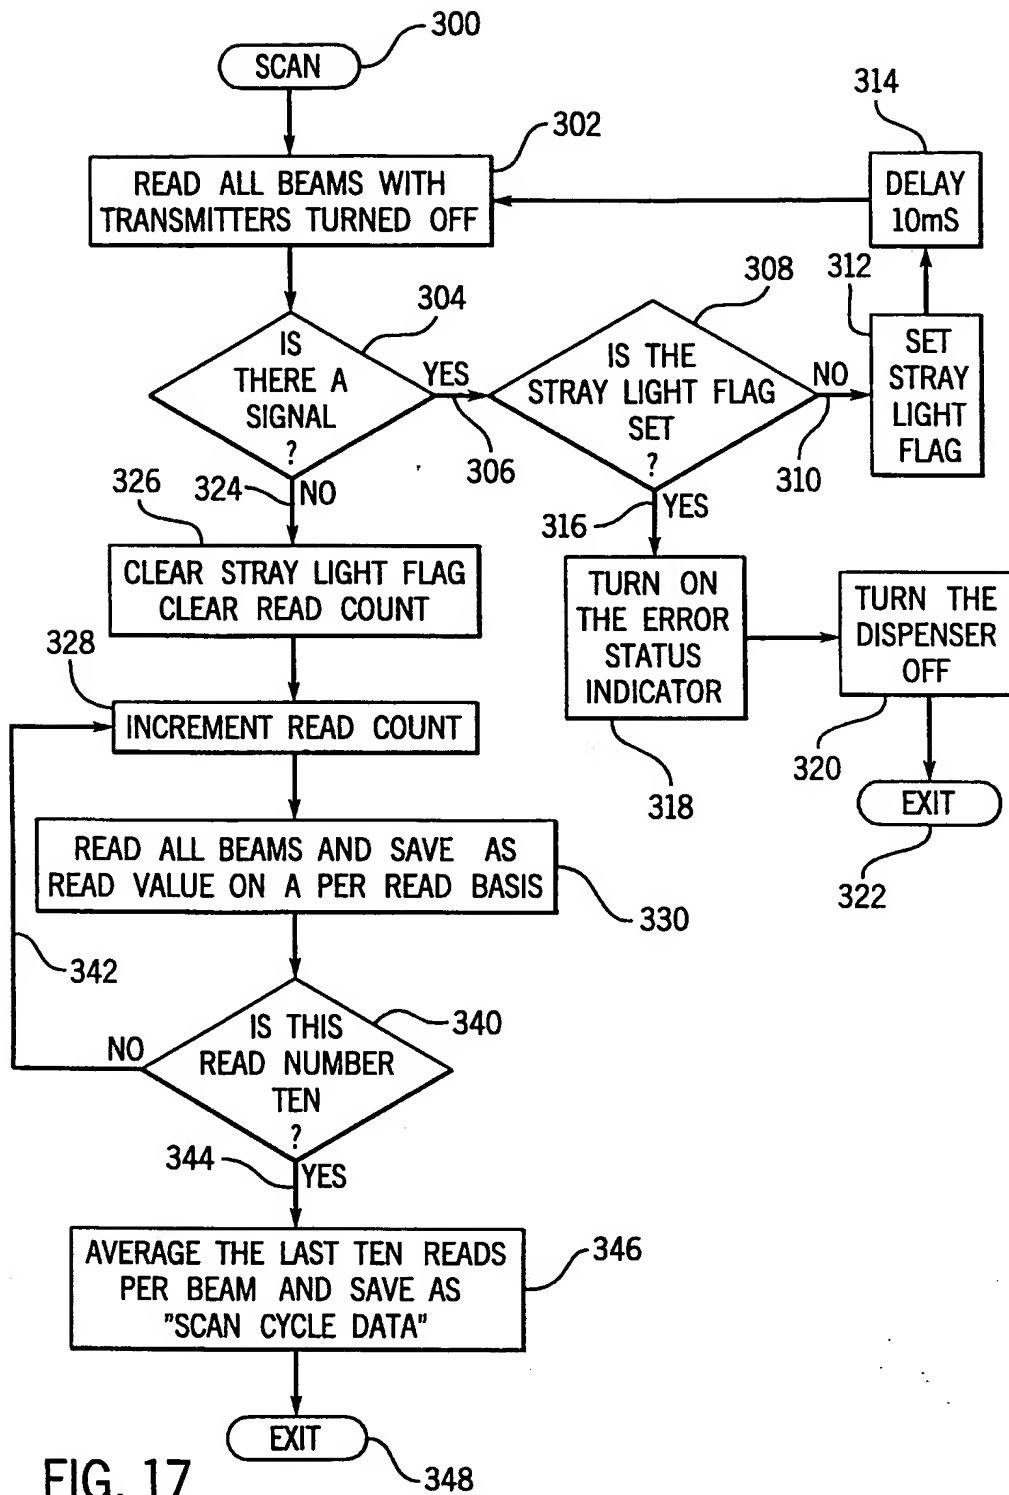 300
SCAN
302
READ ALL BEAMS WITH
TRANSMITTERS TURNED OFF
314
DELAY
10mS
304
IS
THERE A
SIGNAL
?
YES
306
308
IS THE
STRAY LIGHT FLAG
SET
?
NO
310
312
SET
STRAY
LIGHT
FLAG
324
NO
316
YES
326
CLEAR STRAY LIGHT FLAG
CLEAR READ COUNT
TURN ON
THE ERROR
STATUS
INDICATOR
318
TURN THE
DISPENSER
OFF
320
EXIT
322
328
INCREMENT READ COUNT
READ ALL BEAMS AND SAVE AS
READ VALUE ON A PER READ BASIS
330
342
IS THIS
READ NUMBER
TEN
?
340
NO
344
YES
AVERAGE THE LAST TEN READS
PER BEAM AND SAVE AS
"SCAN CYCLE DATA"
346
EXIT
348
FIG. 17